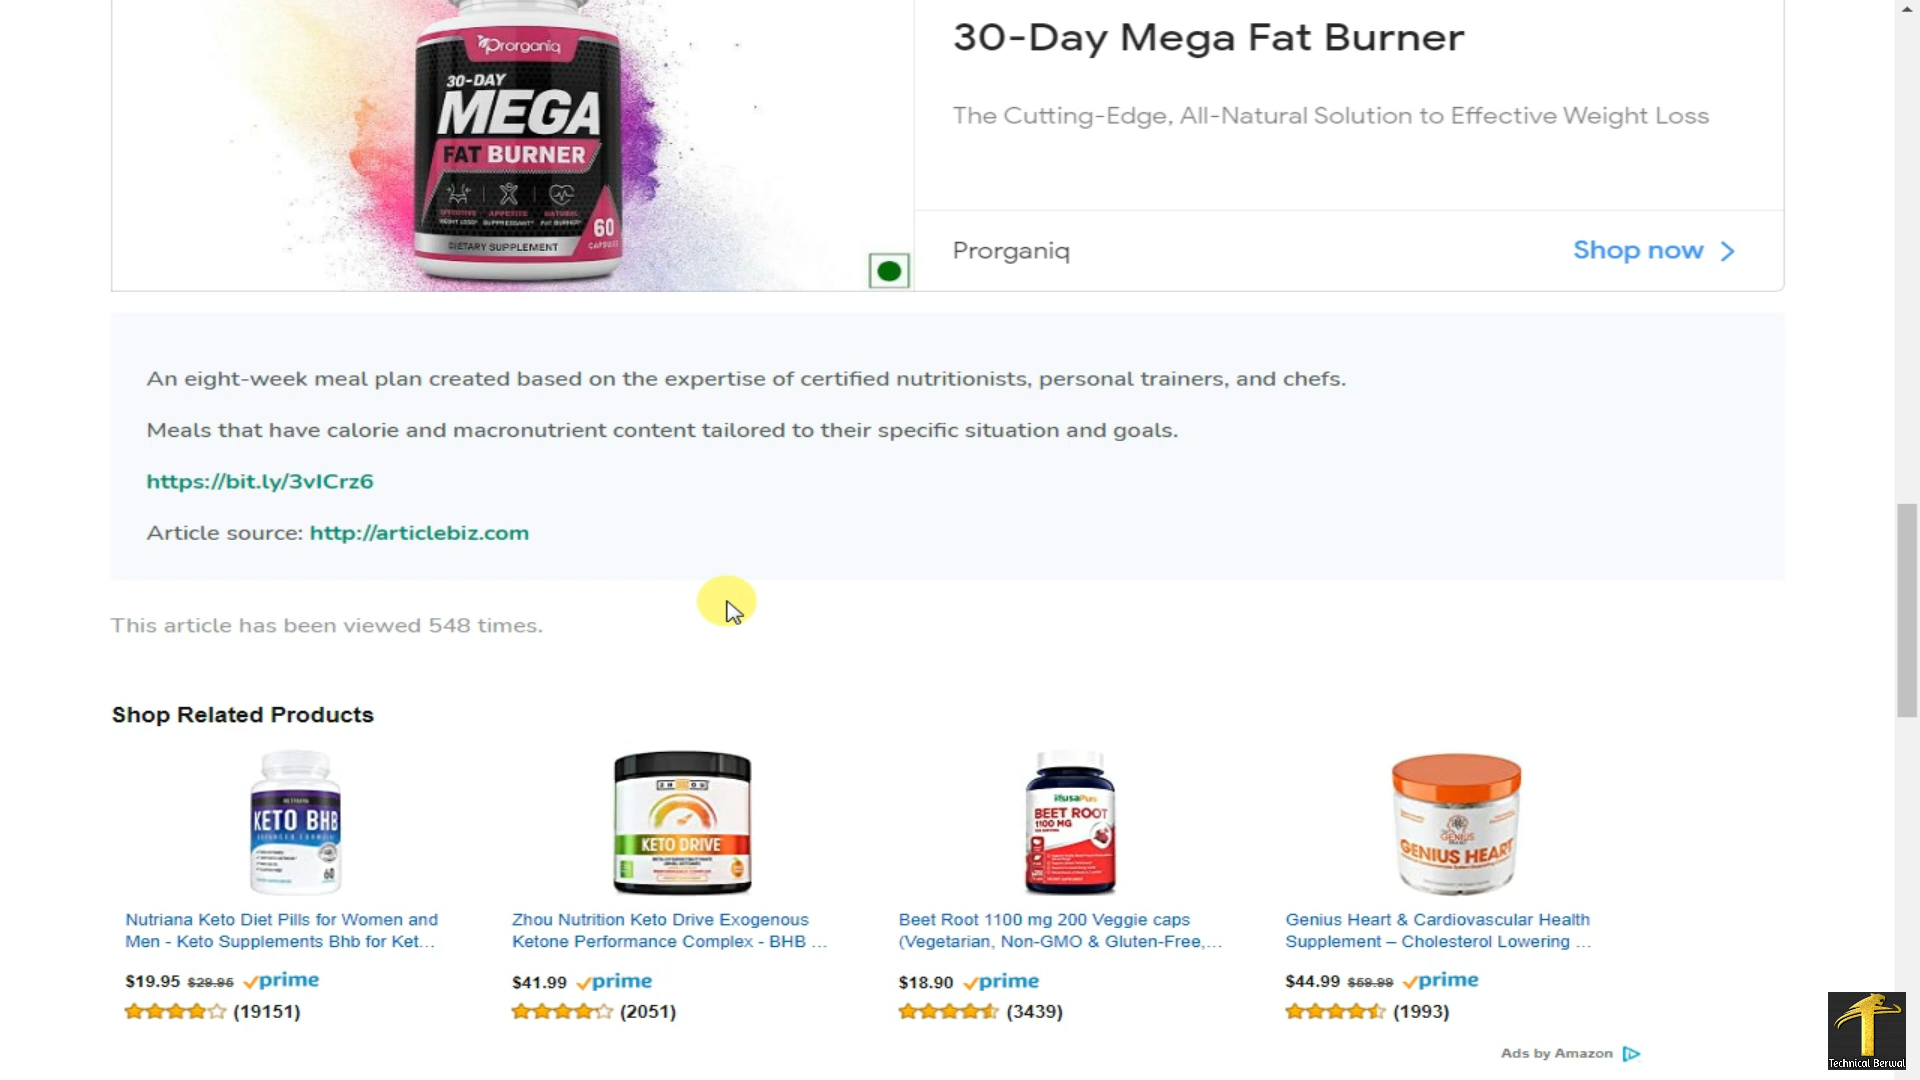 Prorganiq
30-DAY
MEGA
FAT BURNER
60
DIETARY SUPPLEMENT
30-Day Mega Fat Burner
The Cutting-Edge, All-Natural Solution to Effective Weight Loss
Prorganiq
Shop now
An eight-week meal plan created based on the expertise of certified nutritionists, personal trainers, and chefs.
Meals that have calorie and macronutrient content tailored to their specific situation and goals.
https://bit.ly/3vICrz6
Article source: http://articlebiz.com
This article has been viewed 548 times.
Shop Related Products
KETO BHB
60
ZHOU
KETO DRIVE
BEET ROOT
1100 MG
GENIUS
GENIUS HEART
Nutriana Keto Diet Pills for Women and
Men - Keto Supplements Bhb for Ket...
$19.95 $29.95 prime
(19151)
Zhou Nutrition Keto Drive Exogenous
Ketone Performance Complex - BHB ...
$41.99 prime
(2051)
Beet Root 1100 mg 200 Veggie caps
(Vegetarian, Non-GMO & Gluten-Free,...
$18.90 prime
(3439)
Genius Heart & Cardiovascular Health
Supplement – Cholesterol Lowering ...
$44.99 $59.99 prime
(1993)
Ads by Amazon
Technical Berwal